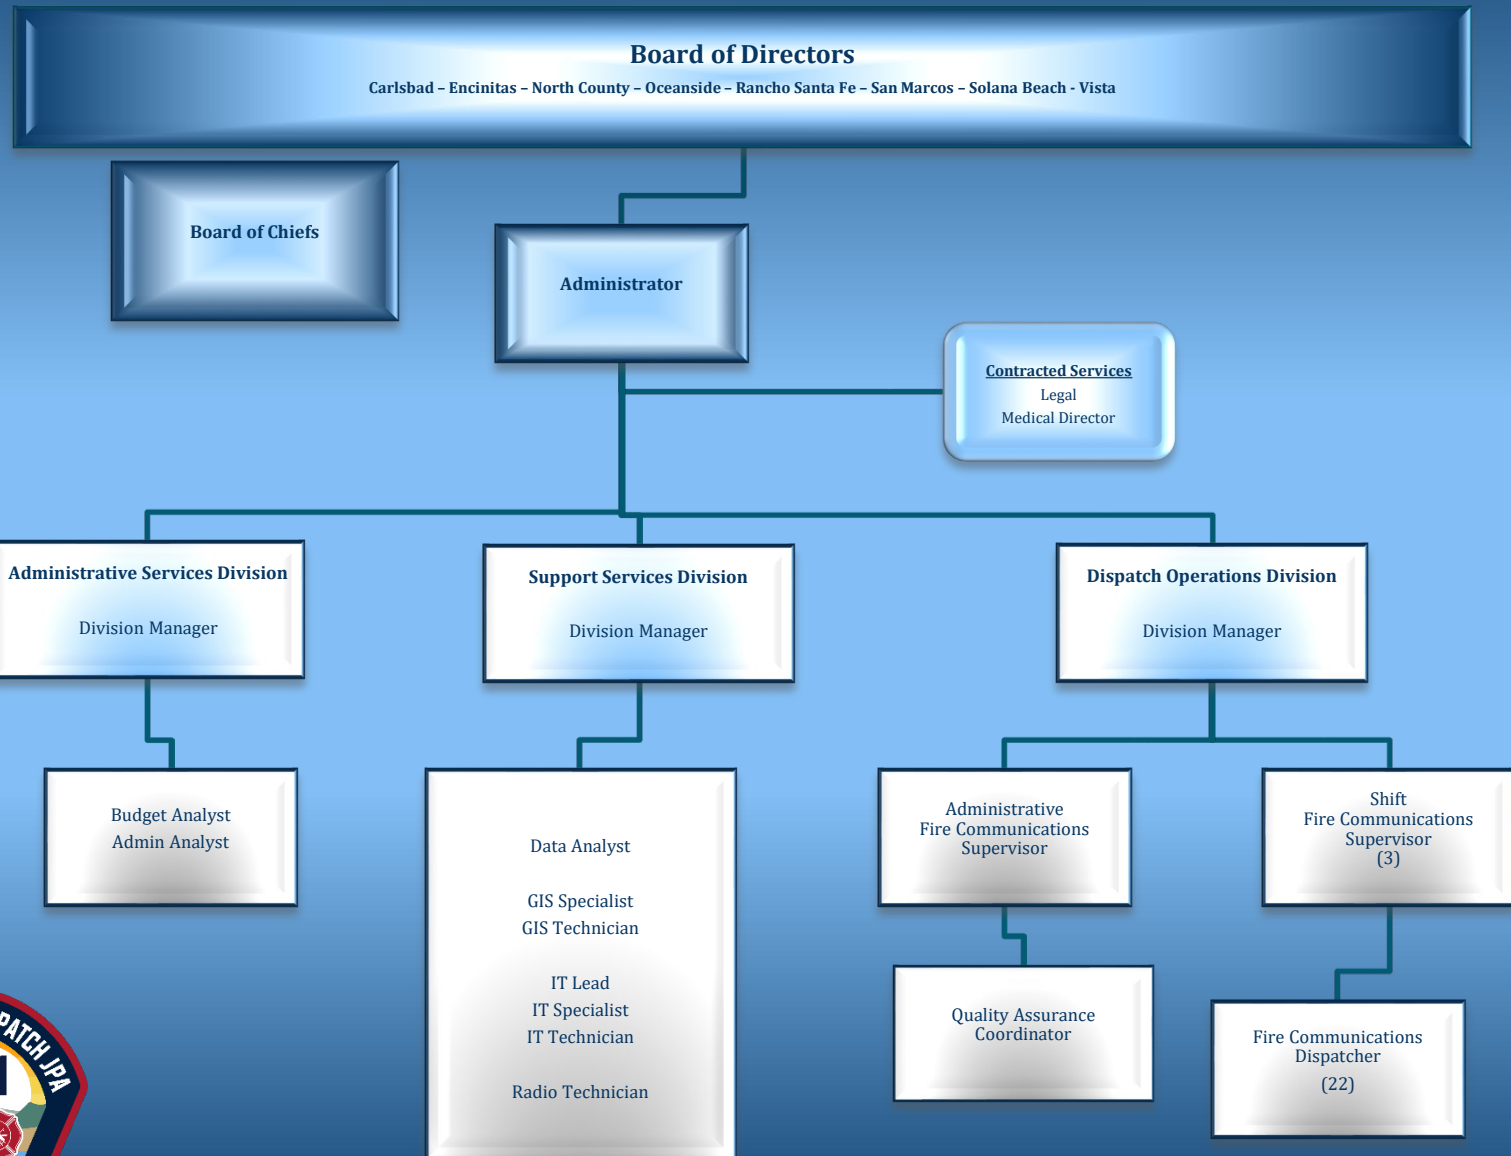 Board of Directors
Carlsbad – Encinitas – North County – Oceanside – Rancho Santa Fe – San Marcos – Solana Beach - Vista
Board of Chiefs
Administrator
Contracted Services
Legal
Medical Director
Administrative Services Division
Division Manager
Support Services Division
Division Manager
Dispatch Operations Division
Division Manager
Budget Analyst
Admin Analyst
Data Analyst
GIS Specialist
GIS Technician
IT Lead
IT Specialist
IT Technician
Radio Technician
Administrative
Fire Communications
Supervisor
Shift
Fire Communications
Supervisor
(3)
Quality Assurance
Coordinator
Fire Communications
Dispatcher
(22)
JPA